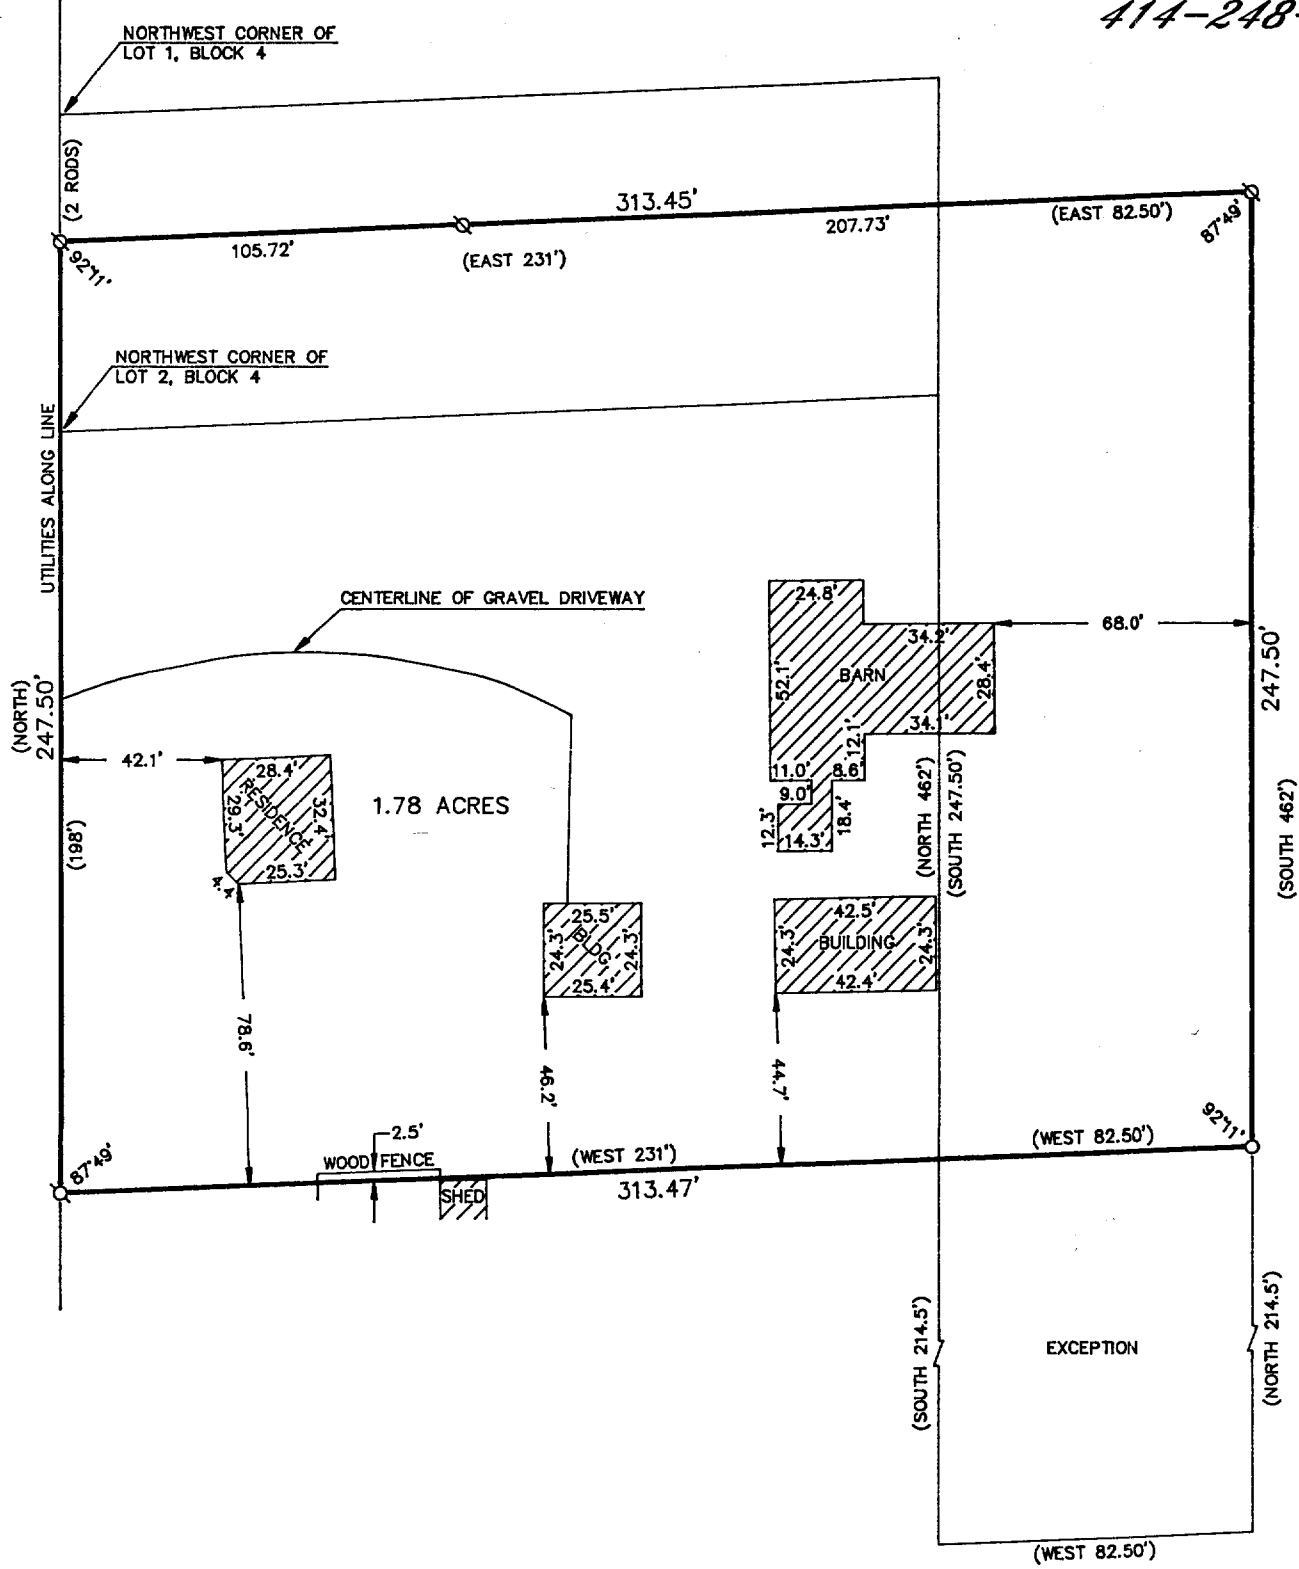 414-248-
NORTHWEST CORNER OF
LOT 1, BLOCK 4
(2 RODS)
313.45'
(EAST 82.50')
87°49'
207.73'
105.72'
(EAST 231')
92°11'
NORTHWEST CORNER OF
LOT 2, BLOCK 4
UTILITIES ALONG LINE
CENTERLINE OF GRAVEL DRIVEWAY
24.8'
34.2'
68.0'
BARN
52.1'
28.4'
34.1'
12.1'
247.50'
(NORTH)
247.50'
42.1'
28.4'
RESIDENCE
29.3'
32.4'
25.3'
4.4
1.78 ACRES
11.0'
8.6'
9.0'
12.3'
18.4'
14.3'
(NORTH 462')
(SOUTH 247.50')
(SOUTH 462')
(198')
25.5'
24.3'
BLDG
24.3'
25.4'
42.5'
24.3'
BUILDING
24.3'
42.4'
78.6'
46.2'
44.7'
92°11'
(WEST 82.50')
2.5'
WOOD FENCE
(WEST 231')
87°49'
SHED
313.47'
(SOUTH 214.5')
EXCEPTION
(NORTH 214.5')
(WEST 82.50')